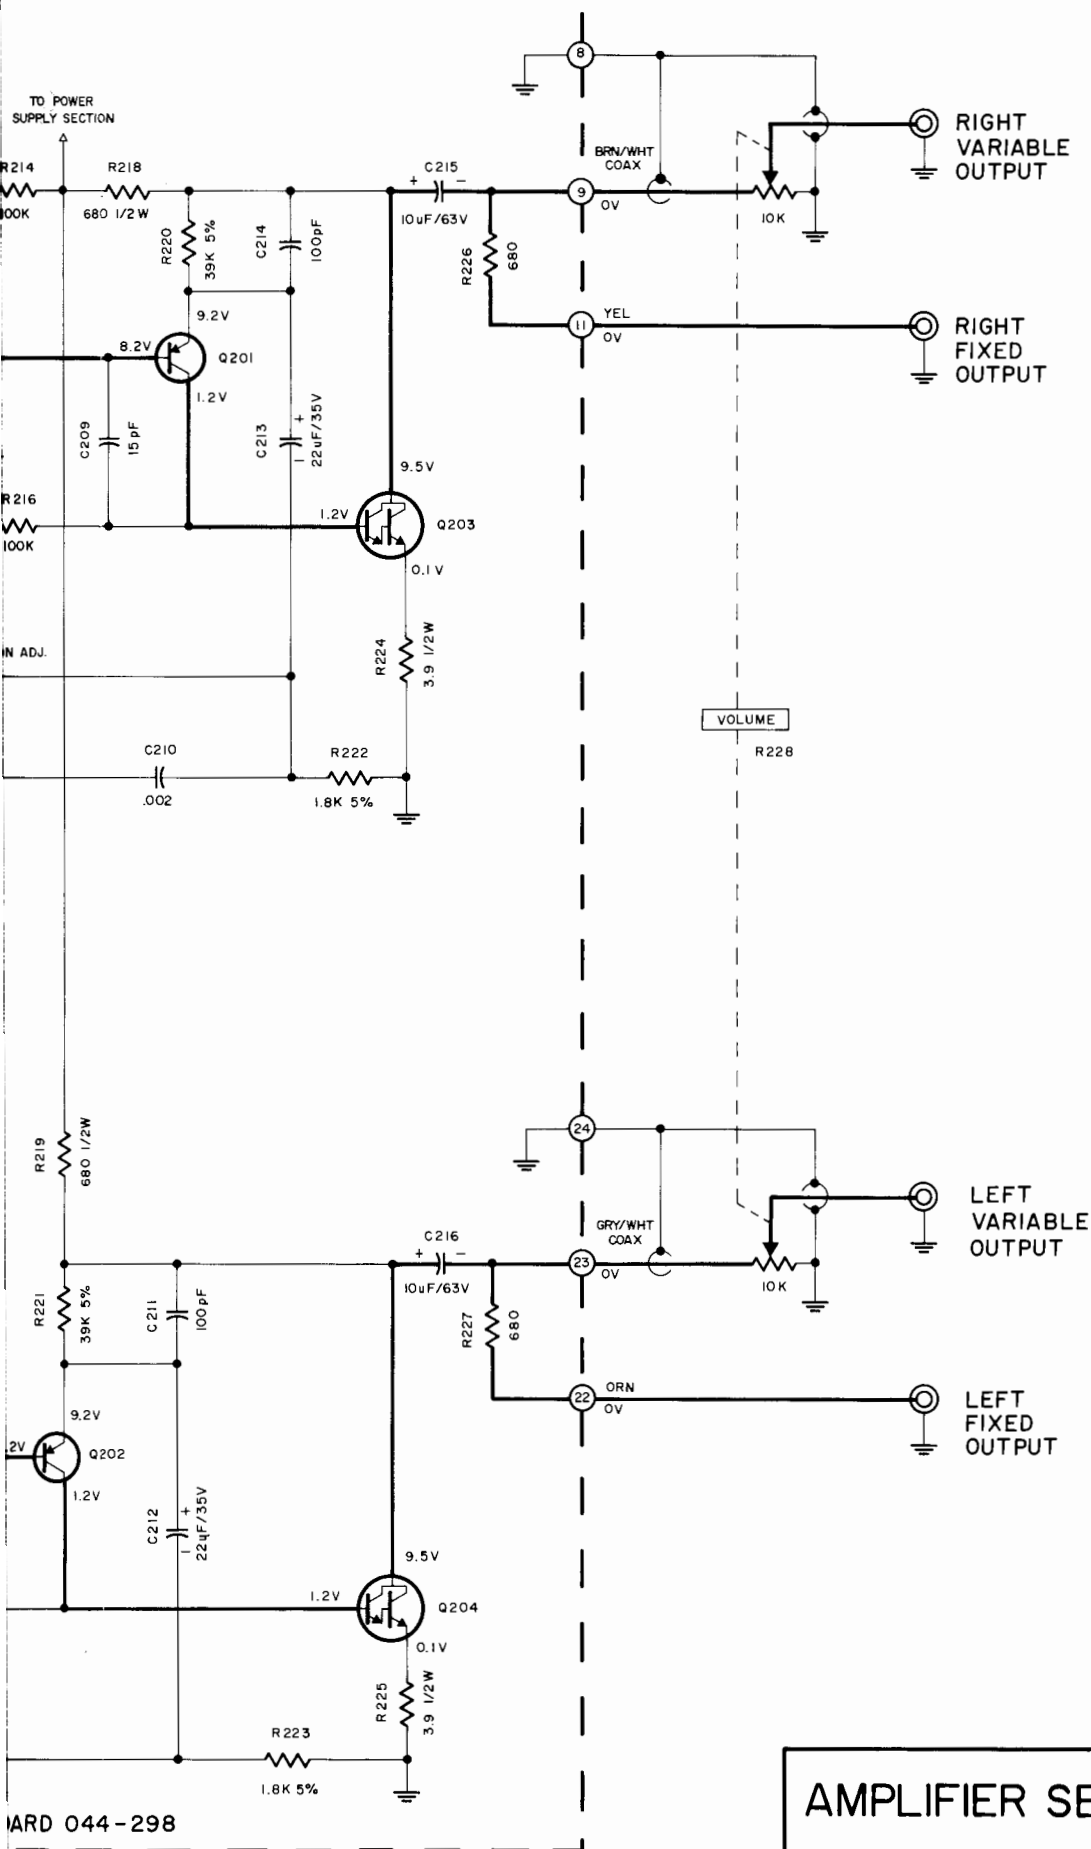 8
TO POWER
SUPPLY SECTION
RIGHT
VARIABLE
OUTPUT
BRN/WHT
COAX
R214
100K
R218
680 1/2W
C215
+ −
10uF/63V
9
0V
10K
R220
39K 5%
C214
100pF
R226
680
11
YEL
0V
RIGHT
FIXED
OUTPUT
9.2V
8.2V
Q201
1.2V
C209
15pF
C213
+
−
22uF/35V
9.5V
R216
100K
1.2V
Q203
0.1V
R224
3.9 1/2W
N ADJ.
VOLUME
R228
C210
.002
R222
1.8K 5%
24
R219
680 1/2W
LEFT
VARIABLE
OUTPUT
GRY/WHT
COAX
C216
+ −
10uF/63V
23
0V
10K
R221
39K 5%
C211
100pF
R227
680
22
ORN
0V
LEFT
FIXED
OUTPUT
9.2V
2V
Q202
1.2V
C212
+
−
22uF/35V
9.5V
1.2V
Q204
0.1V
R225
3.9 1/2W
R223
1.8K 5%
ARD 044-298
AMPLIFIER SE